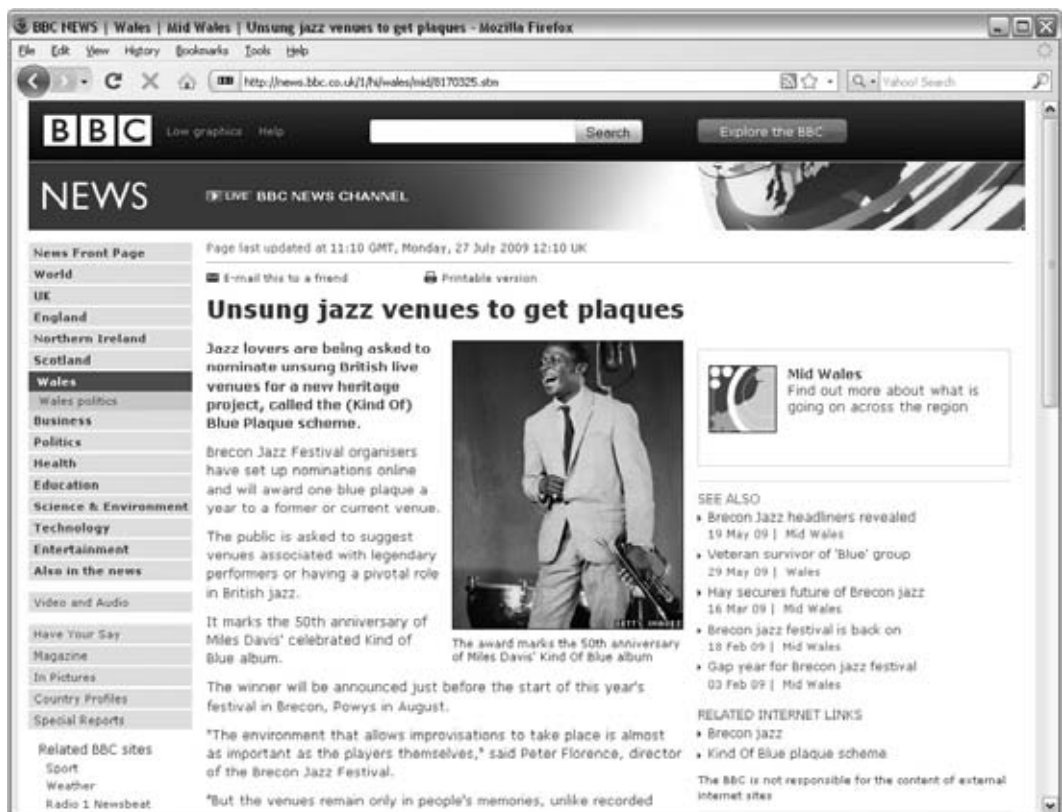 BBC NEWS | Wales | Mid Wales | Unsung jazz venues to get plaques - Mozilla Firefox
File Edit View History Bookmarks Tools Help
http://news.bbc.co.uk/1/hi/wales/mid/8170325.stm
Yahoo! Search
BBC
Low graphics Help
Search
Explore the BBC
NEWS
LIVE BBC NEWS CHANNEL
News Front Page
World
UK
England
Northern Ireland
Scotland
Wales
Wales politics
Business
Politics
Health
Education
Science & Environment
Technology
Entertainment
Also in the news
Video and Audio
Have Your Say
Magazine
In Pictures
Country Profiles
Special Reports
Related BBC sites
Sport
Weather
Radio 1 Newsbeat
Page last updated at 11:10 GMT, Monday, 27 July 2009 12:10 UK
E-mail this to a friend
Printable version
Unsung jazz venues to get plaques
Jazz lovers are being asked to
nominate unsung British live
venues for a new heritage
project, called the (Kind Of)
Blue Plaque scheme.
Brecon Jazz Festival organisers
have set up nominations online
and will award one blue plaque a
year to a former or current venue.
The public is asked to suggest
venues associated with legendary
performers or having a pivotal role
in British jazz.
It marks the 50th anniversary of
Miles Davis' celebrated Kind of
Blue album.
GETTY IMAGES
The award marks the 50th anniversary
of Miles Davis' Kind Of Blue album
The winner will be announced just before the start of this year's
festival in Brecon, Powys in August.
"The environment that allows improvisations to take place is almost
as important as the players themselves," said Peter Florence, director
of the Brecon Jazz Festival.
"But the venues remain only in people's memories, unlike recorded
Mid Wales
Find out more about what is
going on across the region
SEE ALSO
Brecon Jazz headliners revealed
19 May 09 | Mid Wales
Veteran survivor of 'Blue' group
29 May 09 | Wales
Hay secures future of Brecon jazz
16 Mar 09 | Mid Wales
Brecon jazz festival is back on
18 Feb 09 | Mid Wales
Gap year for Brecon jazz festival
03 Feb 09 | Mid Wales
RELATED INTERNET LINKS
Brecon jazz
Kind Of Blue plaque scheme
The BBC is not responsible for the content of external
internet sites